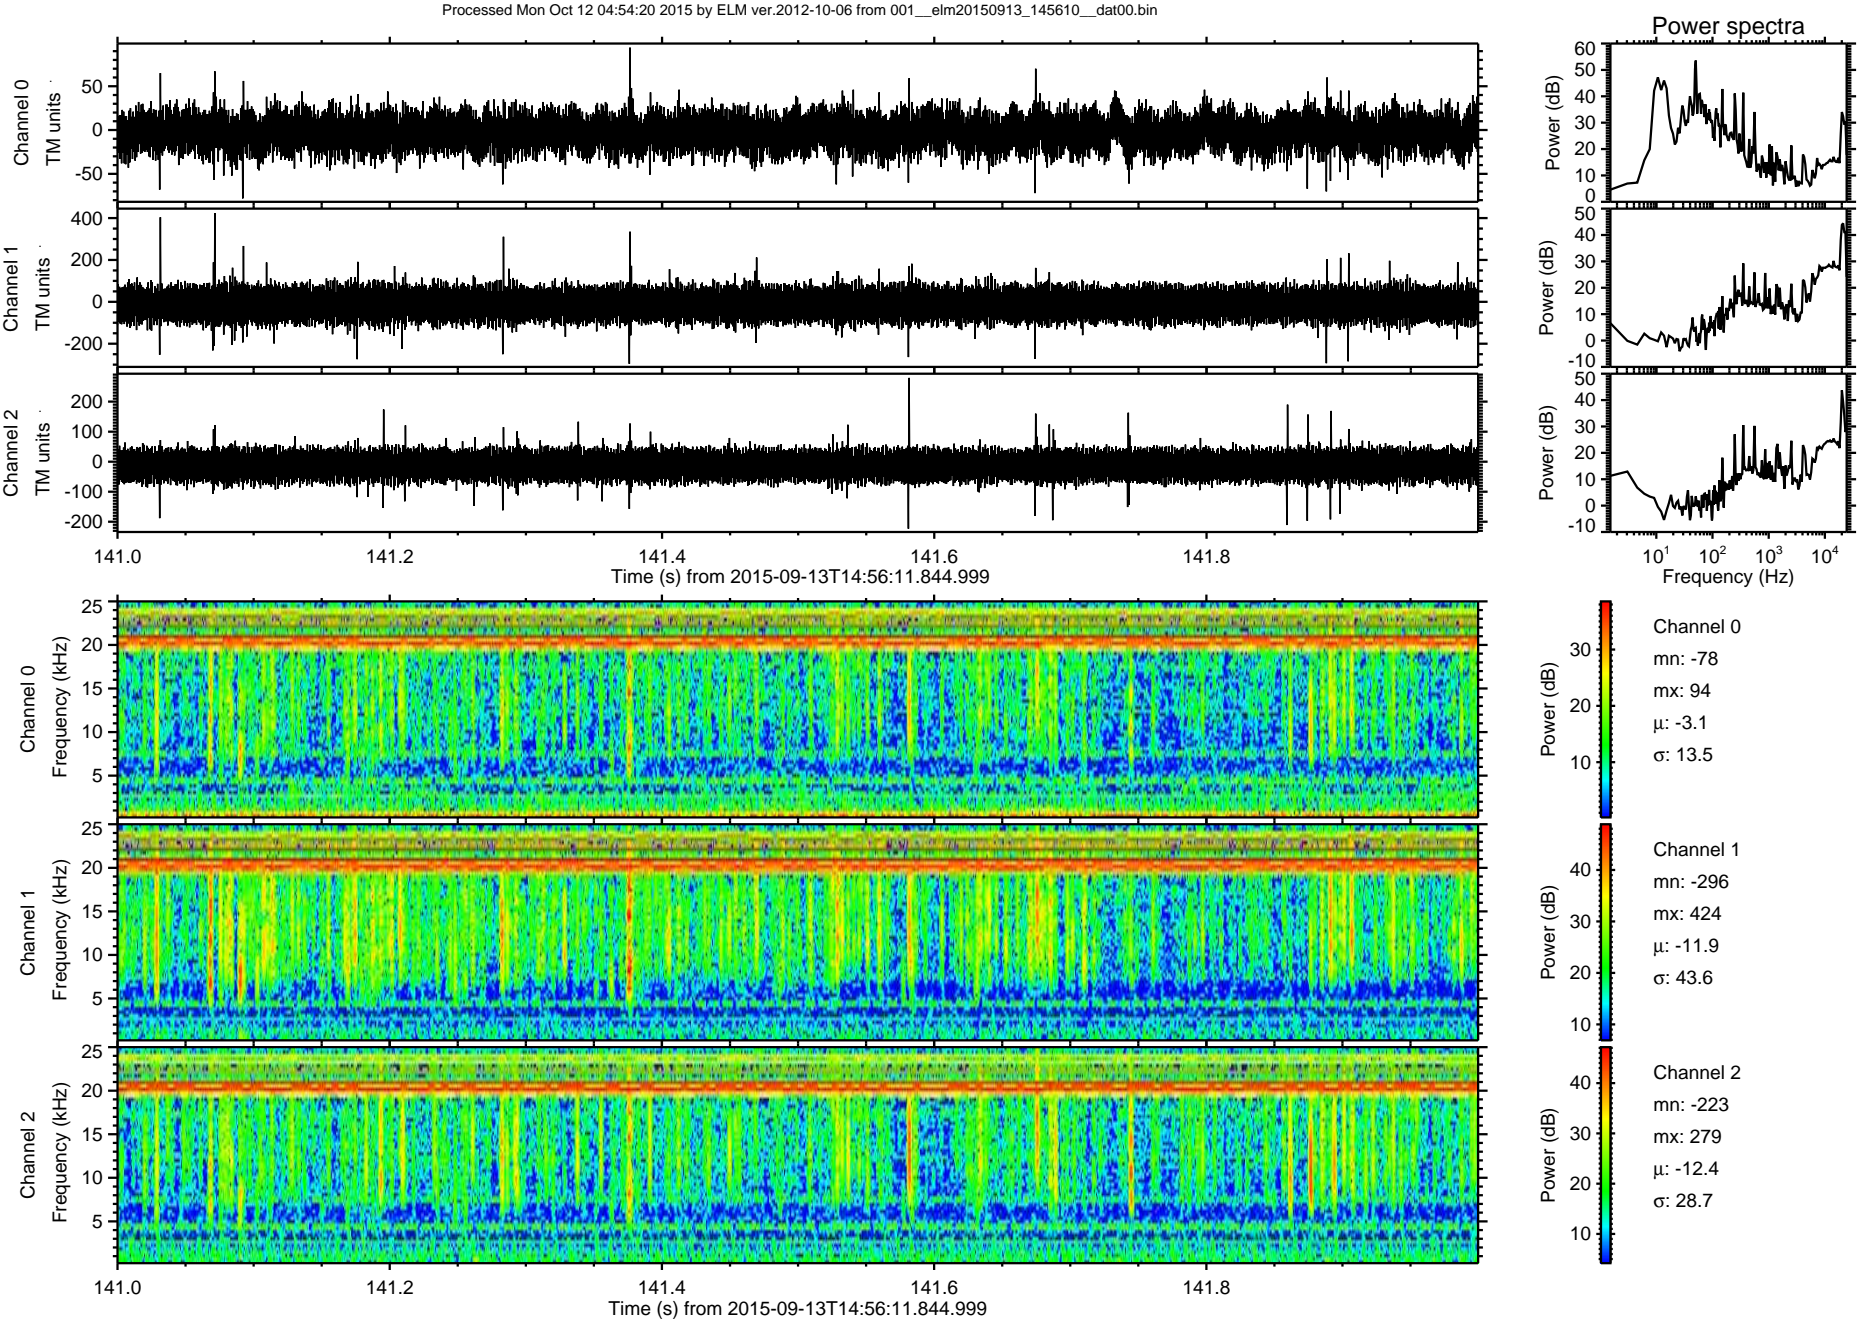 Processed Mon Oct 12 04:54:20 2015 by ELM ver.2012-10-06 from 001__elm20150913_145610__dat00.bin
Power spectra
Channel 0
TM units
50
0
-50
Power (dB)
60
50
40
30
20
10
0
Channel 1
TM units
400
200
0
-200
Power (dB)
50
40
30
20
10
0
-10
Channel 2
TM units
200
100
0
-100
-200
Power (dB)
50
40
30
20
10
0
-10
141.0 141.2 141.4 141.6 141.8
Time (s) from 2015-09-13T14:56:11.844.999
10¹ 10² 10³ 10⁴
Frequency (Hz)
Channel 0
Frequency (kHz)
25
20
15
10
5
Power (dB)
30
20
10
Channel 0
mn: -78
mx: 94
μ: -3.1
σ: 13.5
Channel 1
Frequency (kHz)
25
20
15
10
5
Power (dB)
40
30
20
10
Channel 1
mn: -296
mx: 424
μ: -11.9
σ: 43.6
Channel 2
Frequency (kHz)
25
20
15
10
5
Power (dB)
40
30
20
10
Channel 2
mn: -223
mx: 279
μ: -12.4
σ: 28.7
141.0 141.2 141.4 141.6 141.8
Time (s) from 2015-09-13T14:56:11.844.999